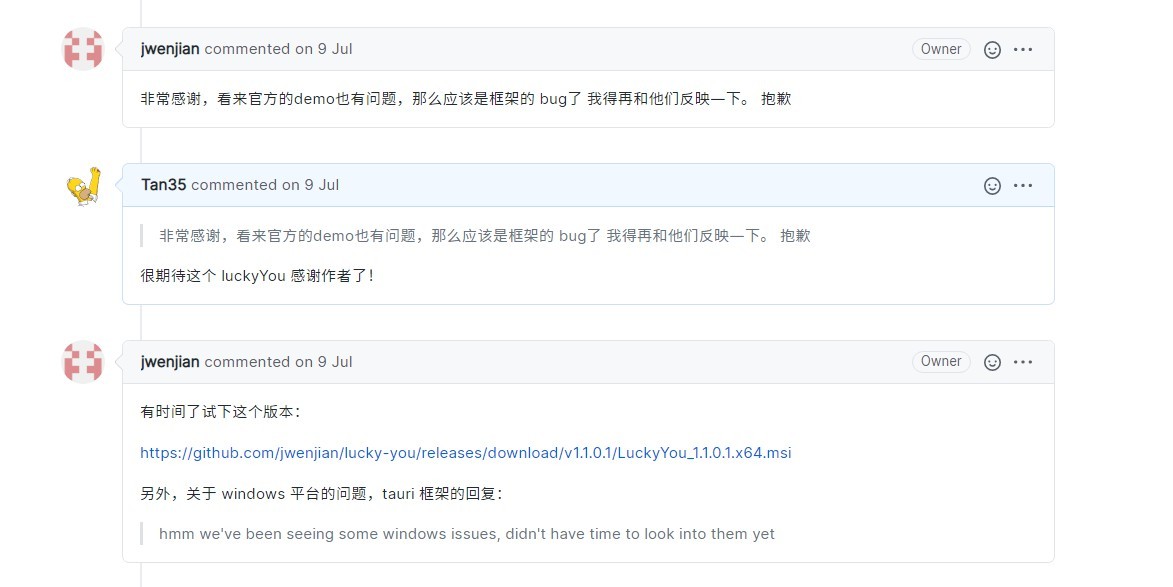 jwenjian commented on 9 Jul Owner
非常感谢，看来官方的demo也有问题，那么应该是框架的 bug了 我得再和他们反映一下。 抱歉
Tan35 commented on 9 Jul
非常感谢，看来官方的demo也有问题，那么应该是框架的 bug了 我得再和他们反映一下。 抱歉
很期待这个 luckyYou 感谢作者了！
jwenjian commented on 9 Jul Owner
有时间了试下这个版本：
https://github.com/jwenjian/lucky-you/releases/download/v1.1.0.1/LuckyYou_1.1.0.1.x64.msi
另外，关于 windows 平台的问题，tauri 框架的回复：
hmm we've been seeing some windows issues, didn't have time to look into them yet